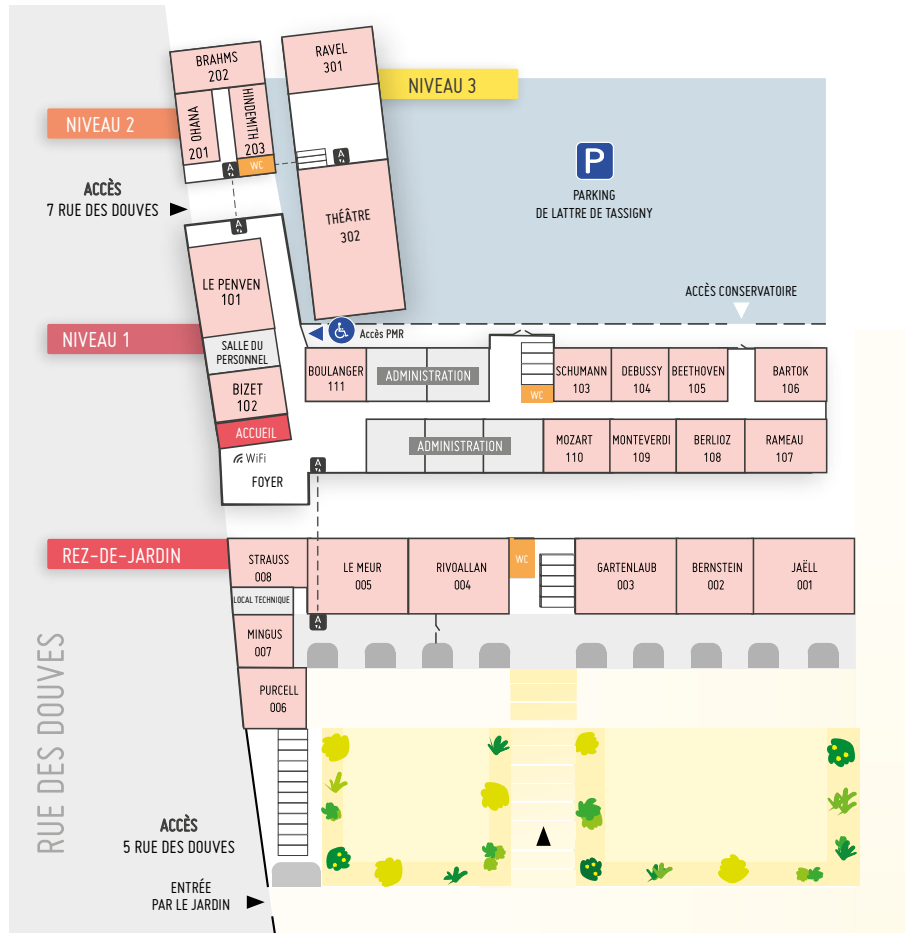 BRAHMS
202
OHANA
201
HINDEMITH
203
WC
A
RAVEL
301
NIVEAU 3
NIVEAU 2
A
THÉÂTRE
302
P
PARKING
DE LATTRE DE TASSIGNY
ACCÈS
7 RUE DES DOUVES
A
LE PENVEN
101
ACCÈS CONSERVATOIRE
NIVEAU 1
Accès PMR
SALLE DU
PERSONNEL
BIZET
102
ACCUEIL
WiFi
FOYER
A
BOULANGER
111
ADMINISTRATION
WC
SCHUMANN
103
DEBUSSY
104
BEETHOVEN
105
BARTOK
106
ADMINISTRATION
MOZART
110
MONTEVERDI
109
BERLIOZ
108
RAMEAU
107
REZ-DE-JARDIN
STRAUSS
008
LOCAL TECHNIQUE
MINGUS
007
PURCELL
006
LE MEUR
005
A
RIVOALLAN
004
WC
GARTENLAUB
003
BERNSTEIN
002
JAËLL
001
RUE DES DOUVES
ACCÈS
5 RUE DES DOUVES
ENTRÉE
PAR LE JARDIN